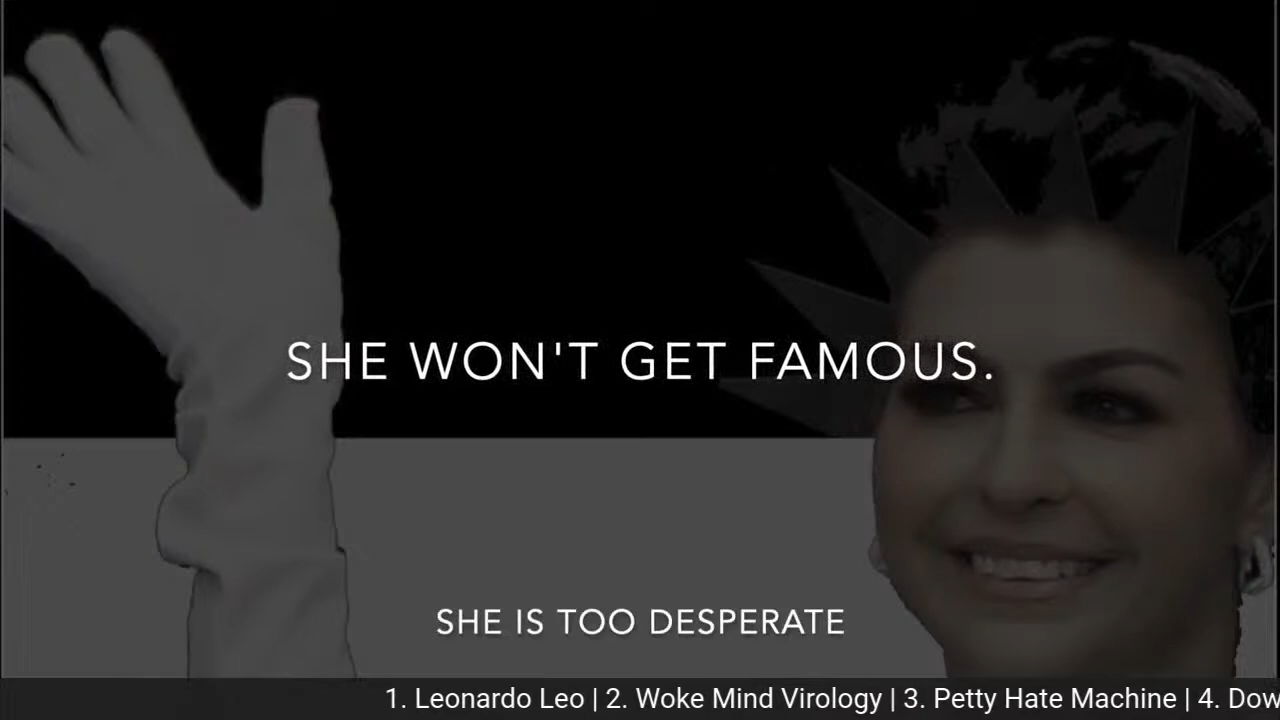 SHE WON'T GET FAMOUS.
SHE IS TOO DESPERATE
1. Leonardo Leo | 2. Woke Mind Virology | 3. Petty Hate Machine | 4. Dow